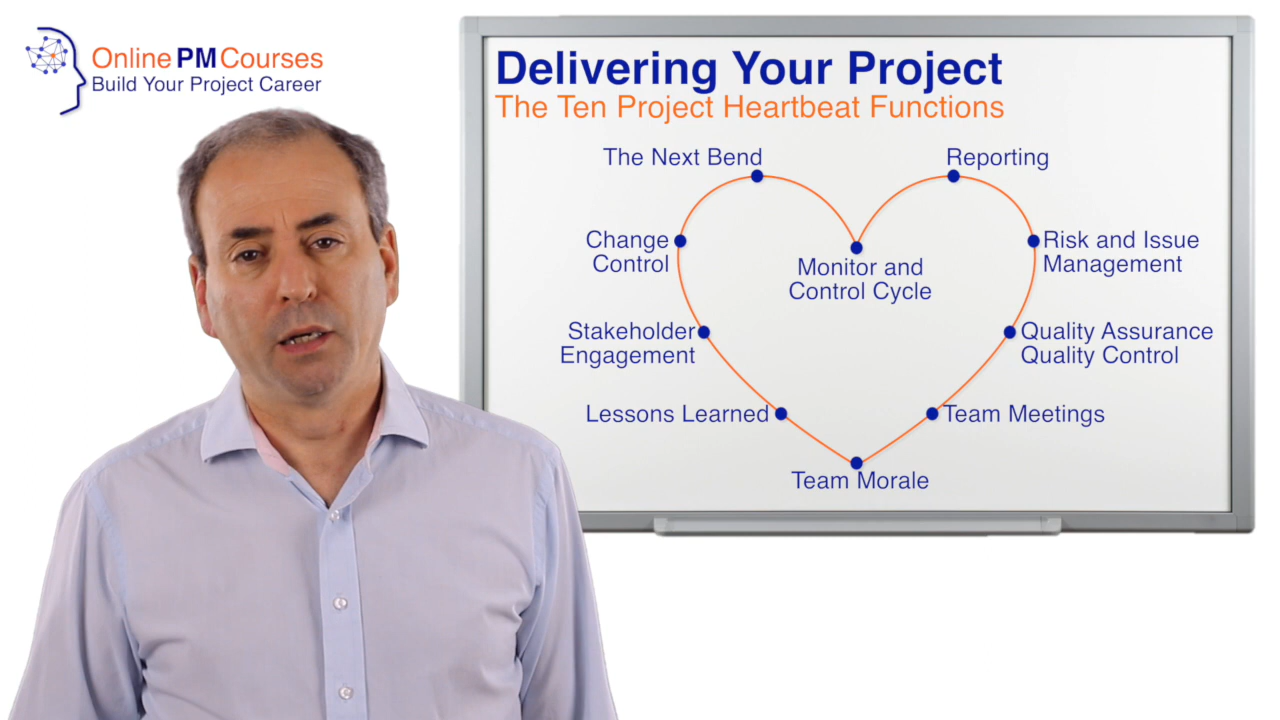 Online PM Courses
Build Your Project Career
Delivering Your Project
The Ten Project Heartbeat Functions
The Next Bend
Reporting
Change
Control
Monitor and
Control Cycle
Risk and Issue
Management
Stakeholder
Engagement
Quality Assurance
Quality Control
Lessons Learned
Team Meetings
Team Morale